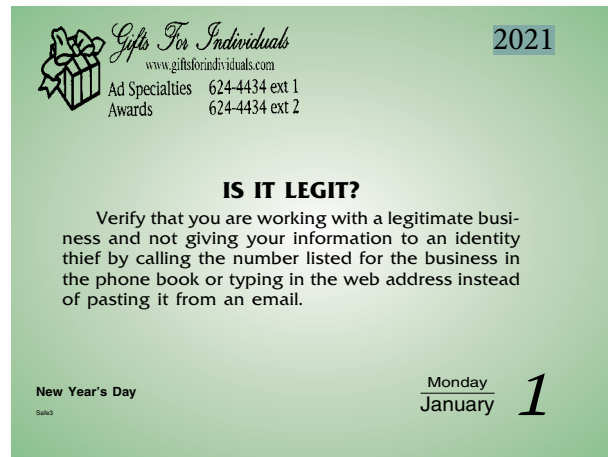 Gifts For Individuals
2021
www.giftsforindividuals.com
Ad Specialties 624-4434 ext 1
Awards 624-4434 ext 2
IS IT LEGIT?
Verify that you are working with a legitimate busi-
ness and not giving your information to an identity
thief by calling the number listed for the business in
the phone book or typing in the web address instead
of pasting it from an email.
New Year's Day
Safe3
Monday
January
1